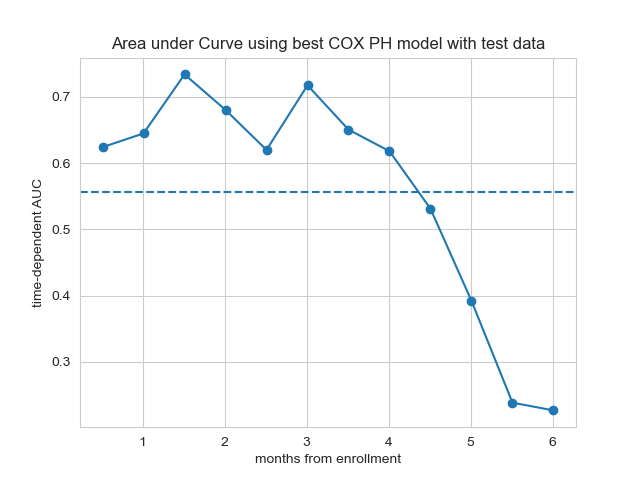 Area under Curve using best COX PH model with test data
time-dependent AUC
0.7
0.6
0.5
0.4
0.3
1 2 3 4 5 6
months from enrollment